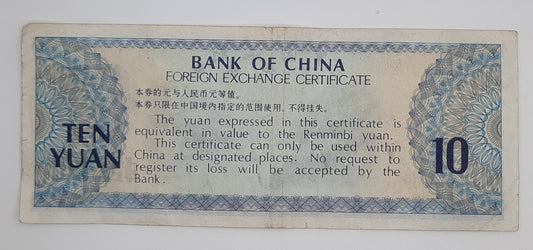 BANK OF CHINA
FOREIGN EXCHANGE CERTIFICATE
本券的元与人民币元等值。
本券只限在中国境内指定的范围使用，不得挂失。
TEN
YUAN
The yuan expressed in this certificate is
equivalent in value to the Renminbi yuan.
This certificate can only be used within
China at designated places. No request to
register its loss will be accepted by the
Bank.
10